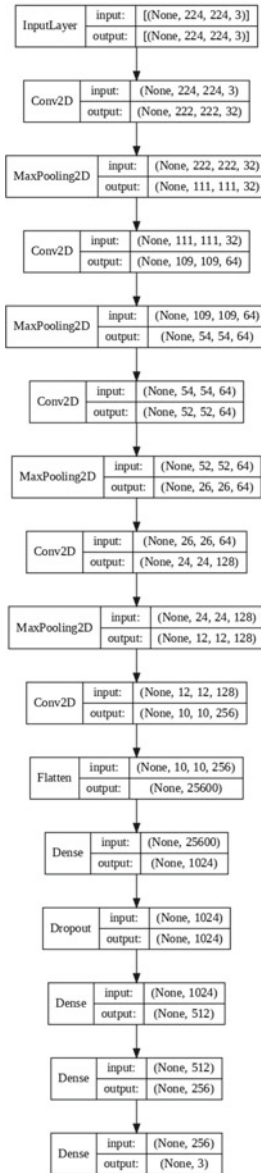 InputLayer input: [(None, 224, 224, 3)]
output: [(None, 224, 224, 3)]
Conv2D input: (None, 224, 224, 3)
output: (None, 222, 222, 32)
MaxPooling2D input: (None, 222, 222, 32)
output: (None, 111, 111, 32)
Conv2D input: (None, 111, 111, 32)
output: (None, 109, 109, 64)
MaxPooling2D input: (None, 109, 109, 64)
output: (None, 54, 54, 64)
Conv2D input: (None, 54, 54, 64)
output: (None, 52, 52, 64)
MaxPooling2D input: (None, 52, 52, 64)
output: (None, 26, 26, 64)
Conv2D input: (None, 26, 26, 64)
output: (None, 24, 24, 128)
MaxPooling2D input: (None, 24, 24, 128)
output: (None, 12, 12, 128)
Conv2D input: (None, 12, 12, 128)
output: (None, 10, 10, 256)
Flatten input: (None, 10, 10, 256)
output: (None, 25600)
Dense input: (None, 25600)
output: (None, 1024)
Dropout input: (None, 1024)
output: (None, 1024)
Dense input: (None, 1024)
output: (None, 512)
Dense input: (None, 512)
output: (None, 256)
Dense input: (None, 256)
output: (None, 3)